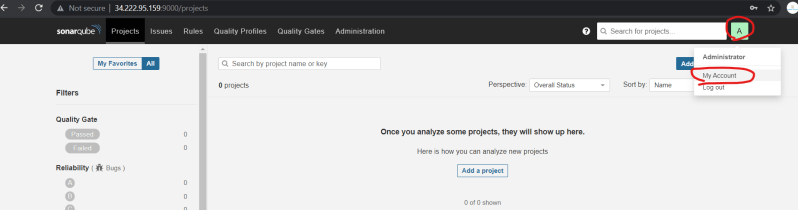 Not secure | 34.222.95.159:9000/projects
sonarqube Projects Issues Rules Quality Profiles Quality Gates Administration ? Search for projects... A
Administrator
My Account
Log out
My Favorites All
Search by project name or key
Add
0 projects
Perspective: Overall Status
Sort by: Name
Filters
Quality Gate
Passed 0
Failed 0
Reliability ( Bugs )
A 0
B 0
0
Once you analyze some projects, they will show up here.
Here is how you can analyze new projects
Add a project
0 of 0 shown